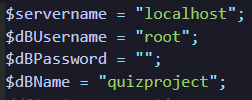 $servername = "localhost";
$dBUsername = "root";
$dBPassword = "";
$dBName = "quizproject";